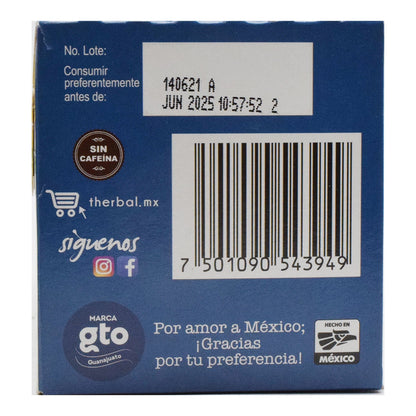 No. Lote:
Consumir
preferentemente
antes de:
140621 A
JUN 2025 10:57:52 2
SIN
CAFEÍNA
therbal.mx
síguenos
7 501090 543949
MARCA
gto
Guanajuato
Por amor a México;
¡Gracias
por tu preferencia!
HECHO EN
MÉXICO